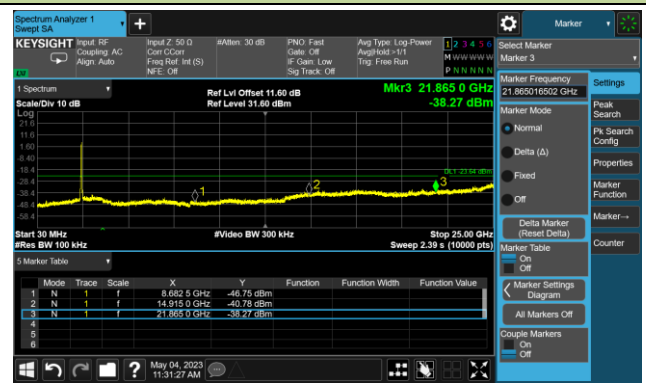 Spectrum Analyzer 1
Swept SA
+
Marker
KEYSIGHT
Input: RF
Coupling: AC
Align: Auto
Input Z: 50 Ω
Corr CCorr
Freq Ref: Int (S)
NFE: Off
#Atten: 30 dB
PNO: Fast
Gate: Off
IF Gain: Low
Sig Track: Off
Avg Type: Log-Power
Avg|Hold:>1/1
Trig: Free Run
1 2 3 4 5 6
M W W W W W
P N N N N N
LXI
1 Spectrum
Scale/Div 10 dB
Ref Lvl Offset 11.60 dB
Ref Level 31.60 dBm
Mkr3 21.865 0 GHz
-38.27 dBm
Log
21.6
11.6
1.60
-8.40
-18.4
-28.4
-38.4
-48.4
-58.4
DL1 -23.64 dBm
1
2
3
Start 30 MHz
#Res BW 100 kHz
#Video BW 300 kHz
Stop 25.00 GHz
Sweep 2.39 s (10000 pts)
5 Marker Table
Mode Trace Scale X Y Function Function Width Function Value
1 N 1 f 8.682 5 GHz -46.75 dBm
2 N 1 f 14.915 0 GHz -40.78 dBm
3 N 1 f 21.865 0 GHz -38.27 dBm
4
5
6
May 04, 2023
11:31:27 AM
Select Marker
Marker 3
Marker Frequency
21.865016502 GHz
Marker Mode
Normal
Delta (Δ)
Fixed
Off
Delta Marker
(Reset Delta)
Marker Table
On
Off
Marker Settings
Diagram
All Markers Off
Couple Markers
On
Off
Settings
Peak
Search
Pk Search
Config
Properties
Marker
Function
Marker→
Counter